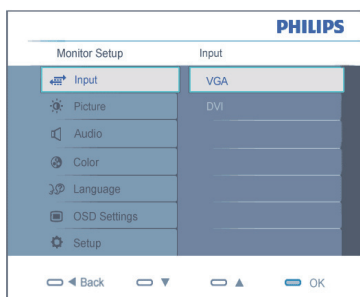 PHILIPS
Monitor Setup Input
Input VGA
Picture DVI
Audio
Color
Language
OSD Settings
Setup
Back OK